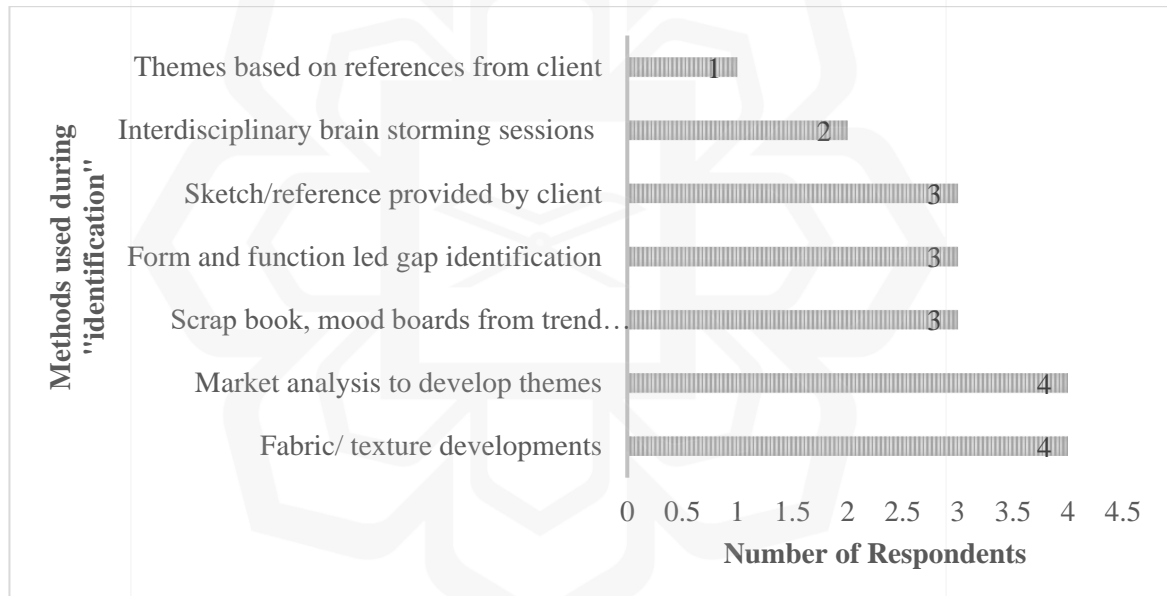 Themes based on references from client
1
Interdisciplinary brain storming sessions
2
Sketch/reference provided by client
3
Form and function led gap identification
3
Scrap book, mood boards from trend…
3
Market analysis to develop themes
4
Fabric/ texture developments
4
Methods used during
"identification"
0 0.5 1 1.5 2 2.5 3 3.5 4 4.5
Number of Respondents